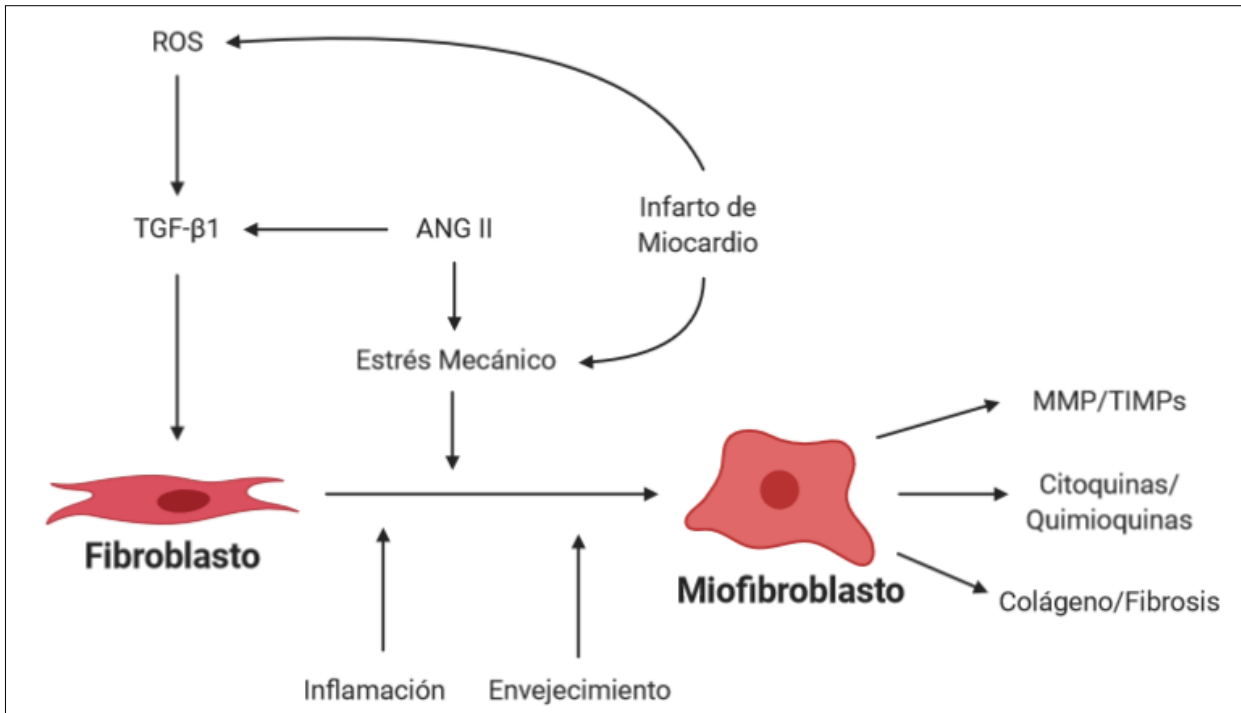 ROS
TGF-β1
ANG II
Infarto de
Miocardio
Estrés Mecánico
MMP/TIMPs
Citoquinas/
Quimioquinas
Colágeno/Fibrosis
Fibroblasto
Miofibroblasto
Inflamación
Envejecimiento